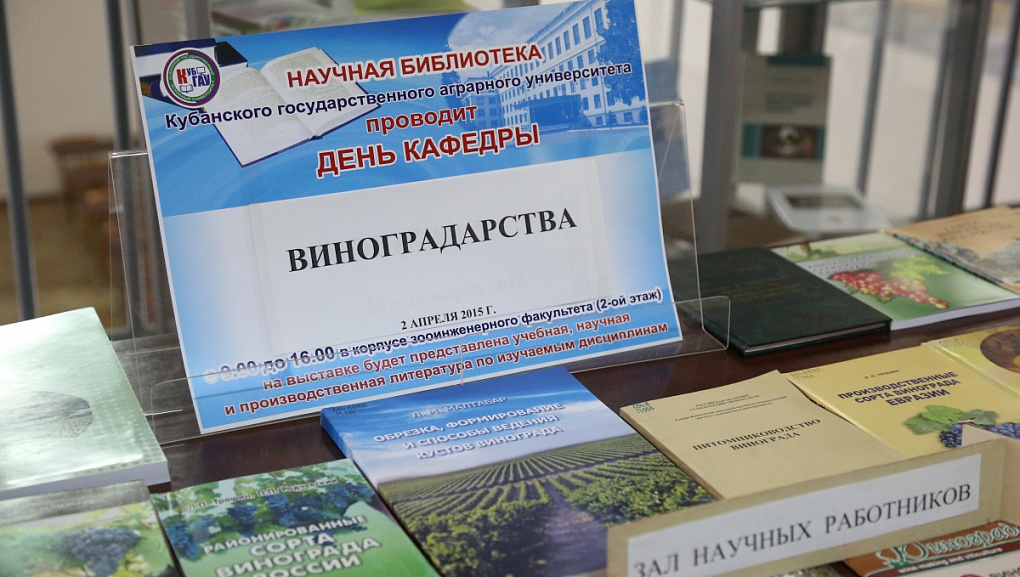 КубГАУ
НАУЧНАЯ БИБЛИОТЕКА
Кубанского государственного аграрного университета
проводит
ДЕНЬ КАФЕДРЫ
ВИНОГРАДАРСТВА
2 АПРЕЛЯ 2015 г.
до 16.00 в корпусе зооинженерного факультета (2-ой этаж)
на выставке будет представлена учебная, научная
и производственная литература по изучаемым дисциплинам
Л. М. МАЛТАБАР
ОБРЕЗКА, ФОРМИРОВАНИЕ
И СПОСОБЫ ВЕДЕНИЯ
КУСТОВ ВИНОГРАДА
ПИТОМНИКОВОДСТВО
ВИНОГРАДА
ПРОИЗВОДСТВЕННЫЕ
СОРТА ВИНОГРАДА
ЕВРАЗИИ
РАЙОНИРОВАННЫЕ
СОРТА
ВИНОГРАДА
РОССИИ
ЗАЛ НАУЧНЫХ РАБОТНИКОВ